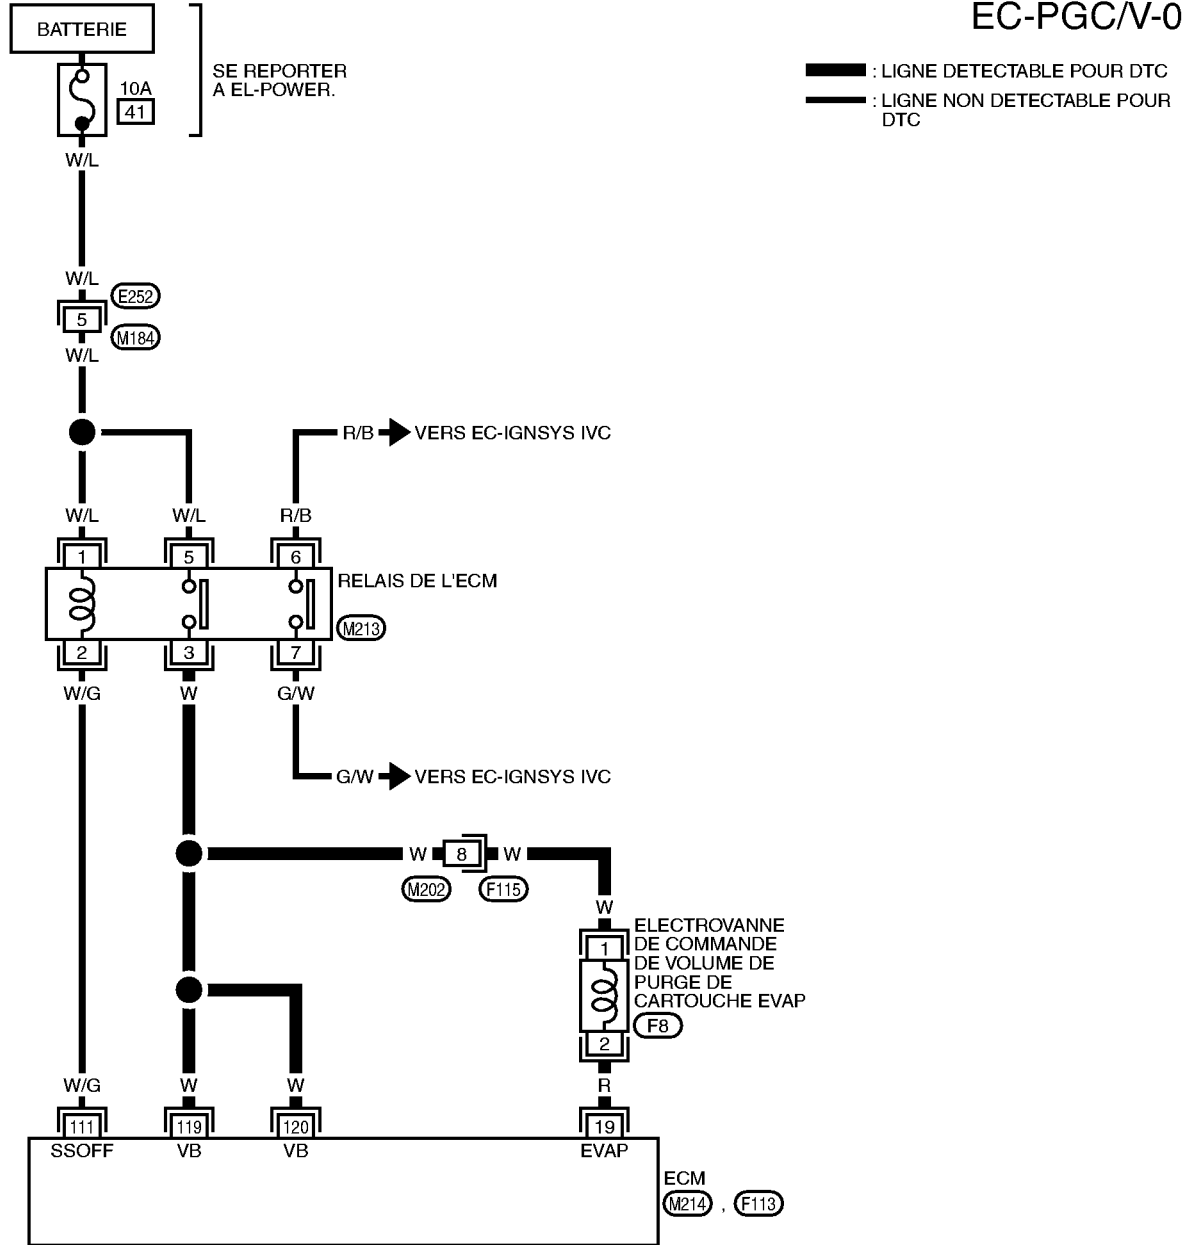 EC-PGC/V-0
BATTERIE
SE REPORTER
A EL-POWER.
10A
41
: LIGNE DETECTABLE POUR DTC
: LIGNE NON DETECTABLE POUR
DTC
W/L
W/L
E252
5
M184
W/L
R/B
VERS EC-IGNSYS IVC
W/L
W/L
R/B
1
5
6
RELAIS DE L'ECM
M213
2
3
7
W/G
W
G/W
G/W
VERS EC-IGNSYS IVC
W
8
W
M202
F115
W
1
ELECTROVANNE
DE COMMANDE
DE VOLUME DE
PURGE DE
CARTOUCHE EVAP
F8
2
W/G
W
W
R
111
119
120
19
SSOFF
VB
VB
EVAP
ECM
M214 , F113